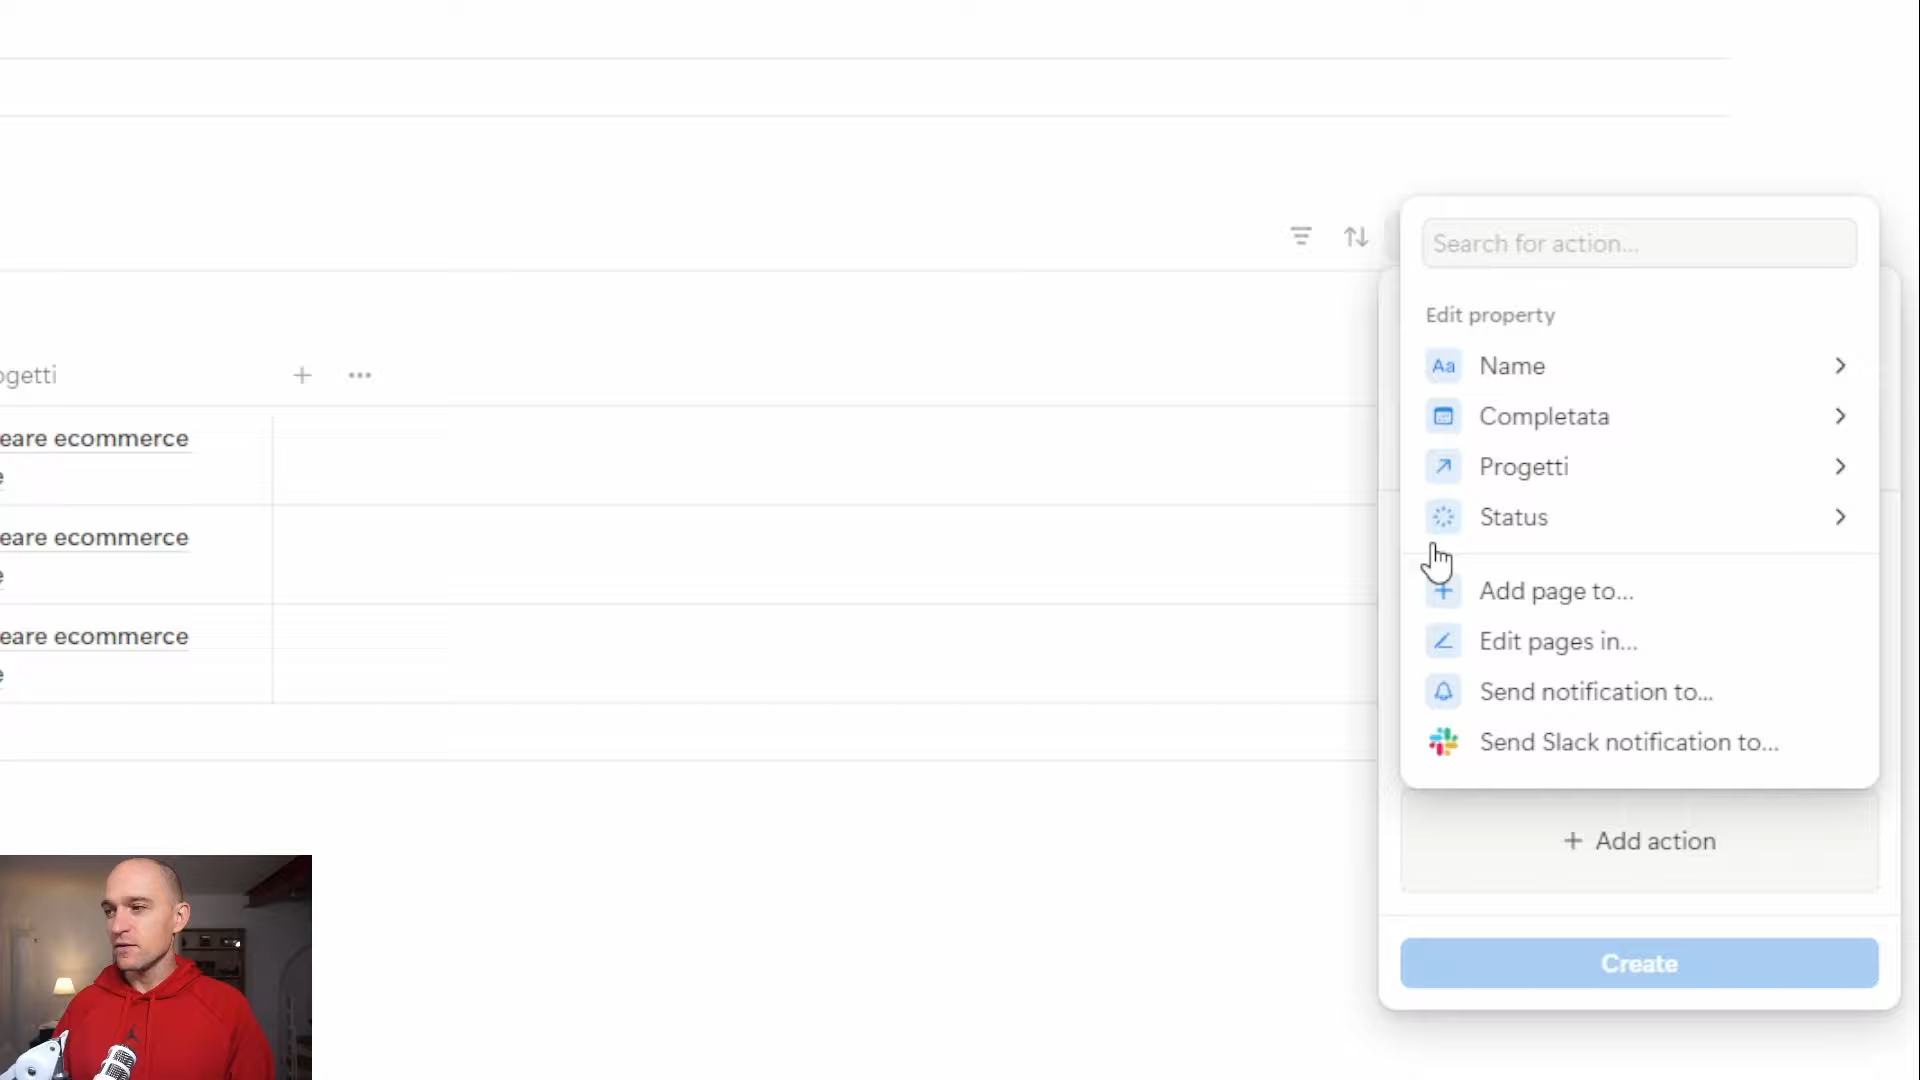 Search for action...
Edit property
Aa Name
Completata
Progetti
Status
Add page to...
Edit pages in...
Send notification to...
Send Slack notification to...
+ Add action
Create
ogetti
eare ecommerce
e
eare ecommerce
e
eare ecommerce
e